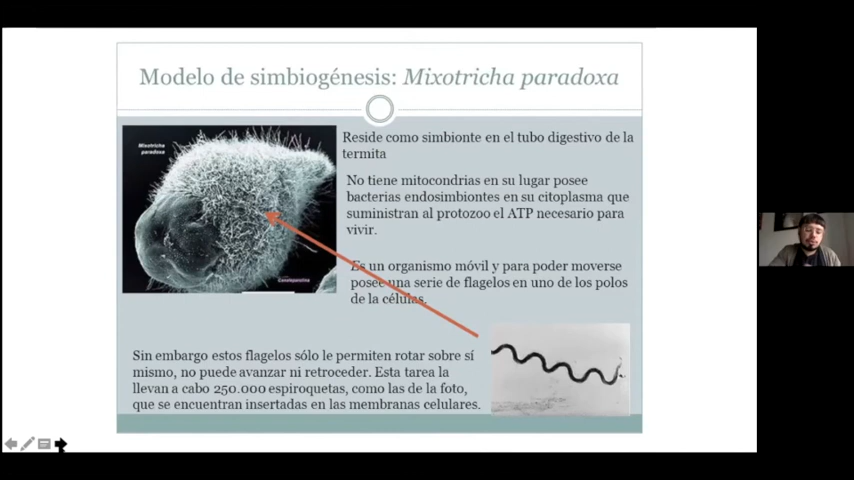 Modelo de simbiogénesis: Mixotricha paradoxa
Mixotricha
paradoxa
Reside como simbionte en el tubo digestivo de la
termita
No tiene mitocondrias en su lugar posee
bacterias endosimbiontes en su citoplasma que
suministran al protozoo el ATP necesario para
vivir.
Es un organismo móvil y para poder moverse
posee una serie de flagelos en uno de los polos
de la células.
Sin embargo estos flagelos sólo le permiten rotar sobre sí
mismo, no puede avanzar ni retroceder. Esta tarea la
llevan a cabo 250.000 espiroquetas, como las de la foto,
que se encuentran insertadas en las membranas celulares.